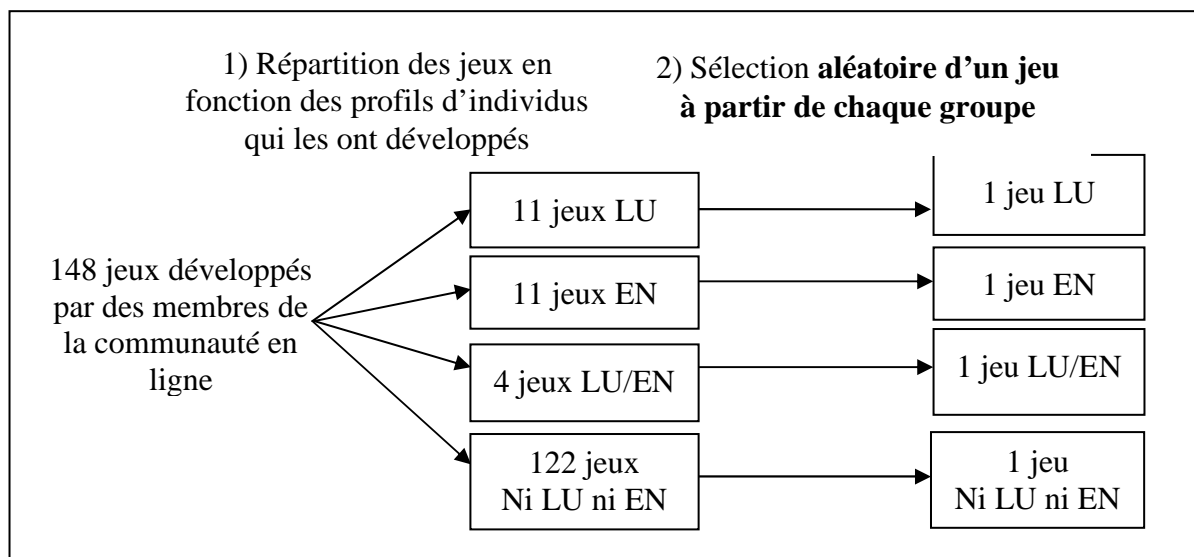 1) Répartition des jeux en
fonction des profils d’individus
qui les ont développés
2) Sélection aléatoire d’un jeu
à partir de chaque groupe
148 jeux développés
par des membres de
la communauté en
ligne
11 jeux LU
1 jeu LU
11 jeux EN
1 jeu EN
4 jeux LU/EN
1 jeu LU/EN
122 jeux
Ni LU ni EN
1 jeu
Ni LU ni EN